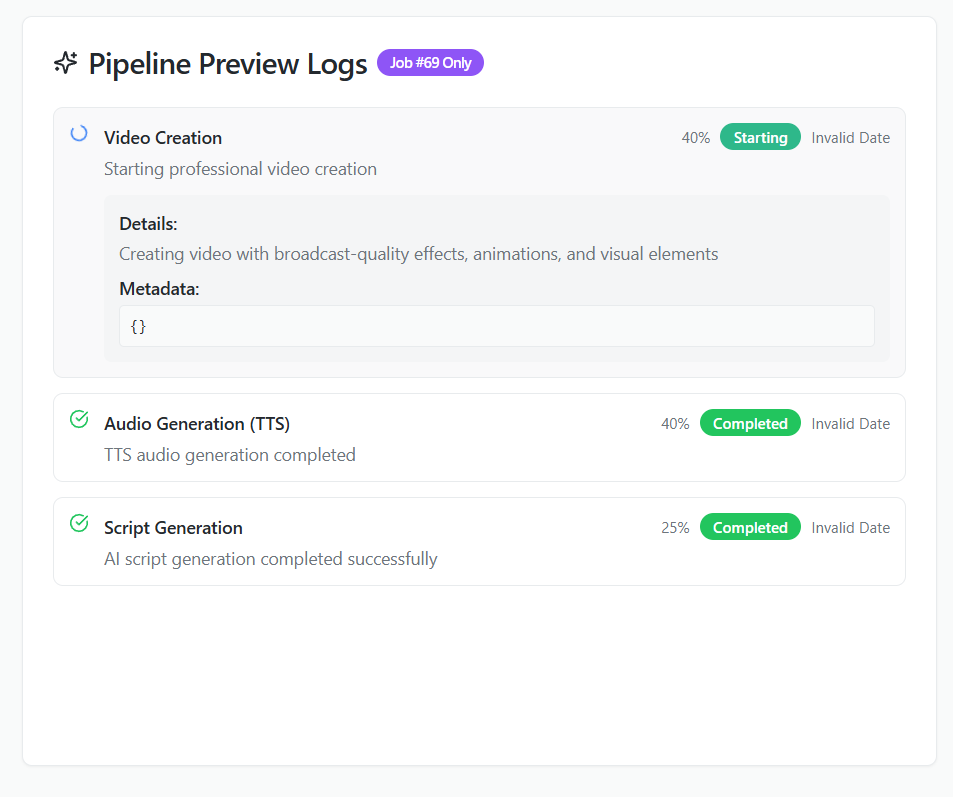 Pipeline Preview Logs Job #69 Only
Video Creation 40% Starting Invalid Date
Starting professional video creation
Details:
Creating video with broadcast-quality effects, animations, and visual elements
Metadata:
{}
Audio Generation (TTS) 40% Completed Invalid Date
TTS audio generation completed
Script Generation 25% Completed Invalid Date
AI script generation completed successfully